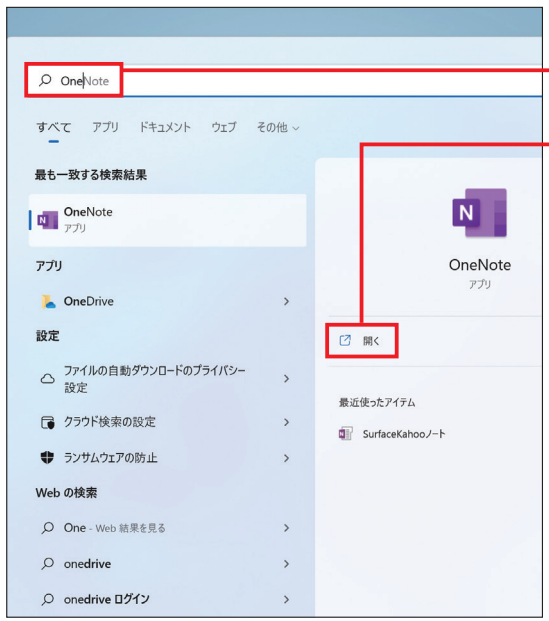 OneNote
すべて アプリ ドキュメント ウェブ その他
最も一致する検索結果
OneNote
アプリ
アプリ
OneDrive
設定
ファイルの自動ダウンロードのプライバシー
設定
クラウド検索の設定
ランサムウェアの防止
Web の検索
One - Web 結果を見る
onedrive
onedrive ログイン
N
OneNote
アプリ
開く
最近使ったアイテム
SurfaceKahooノート